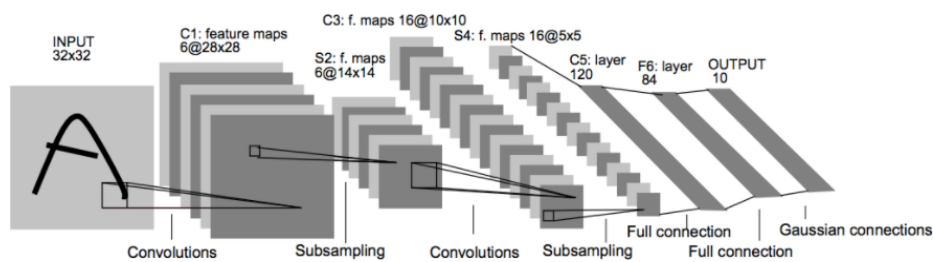 INPUT
32x32
C1: feature maps
6@28x28
C3: f. maps 16@10x10
S2: f. maps
6@14x14
S4: f. maps 16@5x5
C5: layer
120
F6: layer
84
OUTPUT
10
A
Convolutions
Subsampling
Convolutions
Subsampling
Full connection
Full connection
Gaussian connections